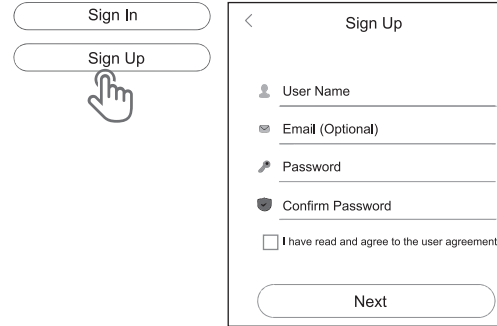 Sign In
Sign Up
Sign Up
User Name
Email (Optional)
Password
Confirm Password
I have read and agree to the user agreement
Next